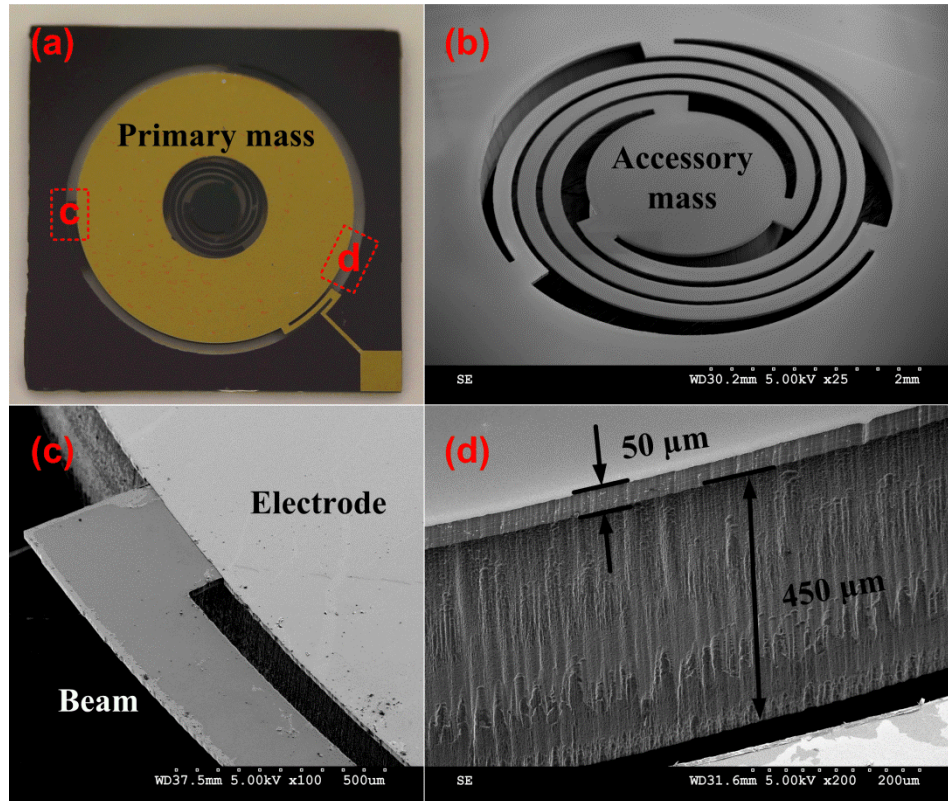 (a)
Primary mass
c
d
(b)
Accessory
mass
SE
WD30.2mm 5.00kV x25 2mm
(c)
Electrode
Beam
WD37.5mm 5.00kV x100 500um
(d)
50 μm
450 μm
SE
WD31.6mm 5.00kV x200 200um